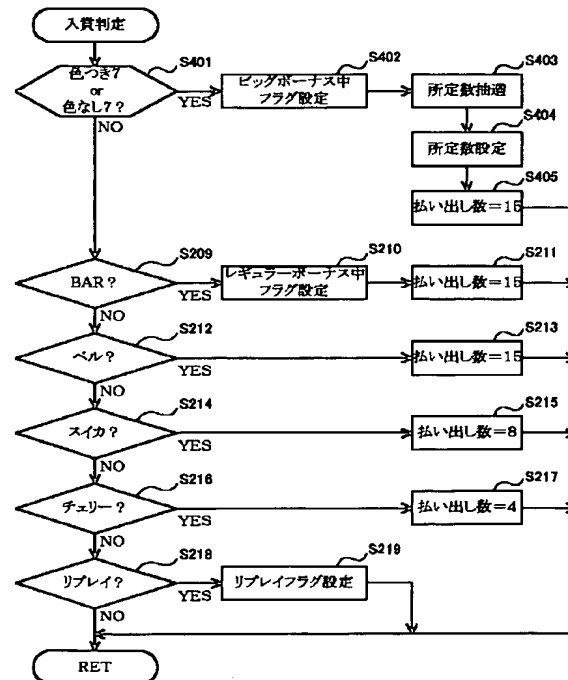 入賞判定
S401
色つき7
or
色なし7？
YES
NO
S402
ビッグボーナス中
フラグ設定
S403
所定数抽選
S404
所定数設定
S405
払い出し数=15
S209
BAR？
YES
NO
S210
レギュラーボーナス中
フラグ設定
S211
払い出し数=15
S212
ベル？
YES
NO
S213
払い出し数=15
S214
スイカ？
YES
NO
S215
払い出し数=8
S216
チェリー？
YES
NO
S217
払い出し数=4
S218
リプレイ？
YES
NO
S219
リプレイフラグ設定
RET